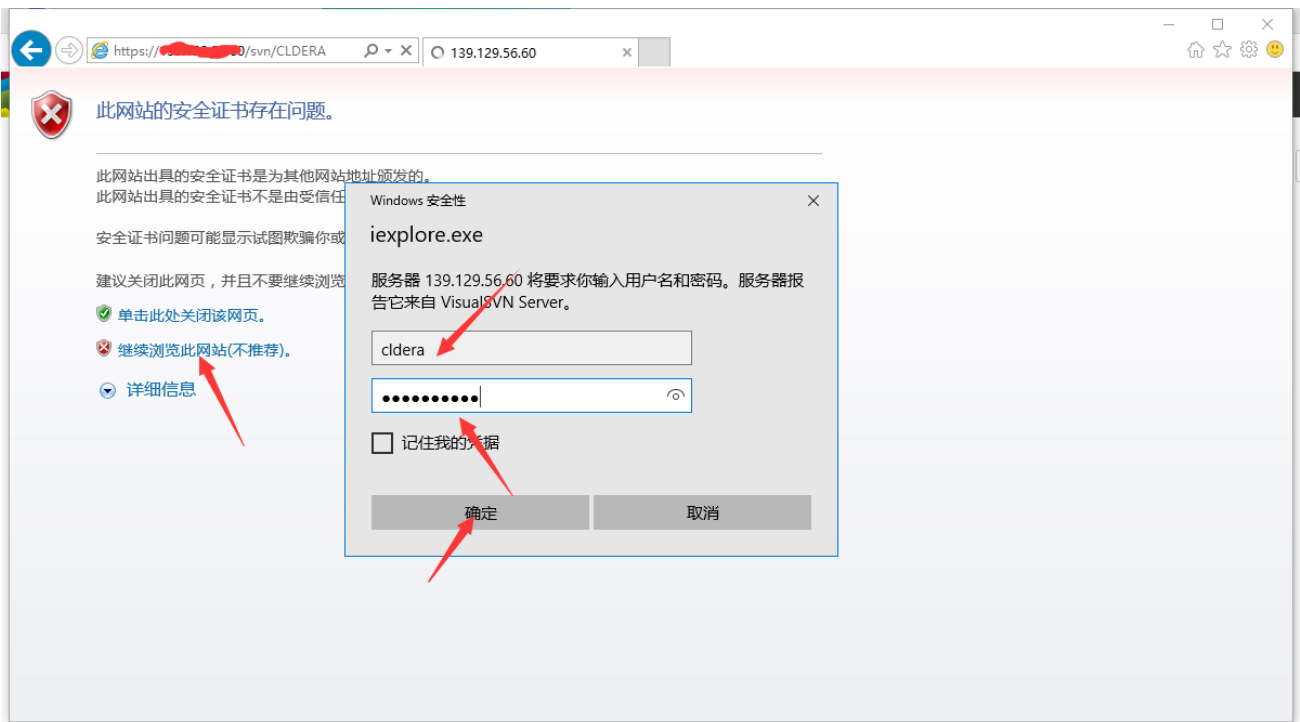 https:// 0/svn/CLDERA
139.129.56.60
此网站的安全证书存在问题。
此网站出具的安全证书是为其他网站地址颁发的。
此网站出具的安全证书不是由受信任
安全证书问题可能显示试图欺骗你或
建议关闭此网页，并且不要继续浏览
单击此处关闭该网页。
继续浏览此网站(不推荐)。
详细信息
Windows 安全性
iexplore.exe
服务器 139.129.56.60 将要求你输入用户名和密码。服务器报
告它来自 VisualSVN Server。
cldera
记住我的凭据
确定
取消